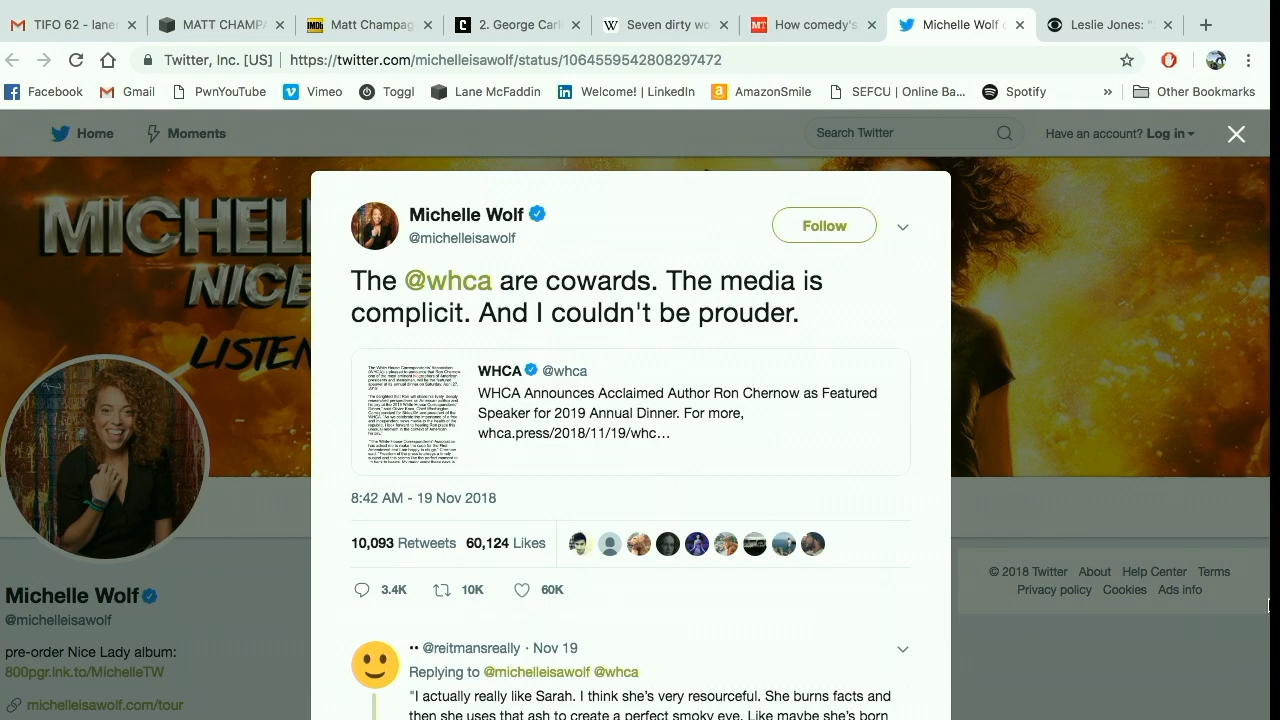 TIFO 62 - lane
MATT CHAMP
Matt Champag
2. George Carl
Seven dirty wo
How comedy's
Michelle Wolf o
Leslie Jones: "
Twitter, Inc. [US] https://twitter.com/michelleisawolf/status/1064559542808297472
Facebook Gmail PwnYouTube Vimeo Toggl Lane McFaddin Welcome! | LinkedIn AmazonSmile SEFCU | Online Ba... Spotify » Other Bookmarks
Home Moments Search Twitter Have an account? Log in
MICHEL
NICE
LISTEN
Michelle Wolf
@michelleisawolf
Follow
The @whca are cowards. The media is
complicit. And I couldn't be prouder.
WHCA @whca
WHCA Announces Acclaimed Author Ron Chernow as Featured
Speaker for 2019 Annual Dinner. For more,
whca.press/2018/11/19/whc...
8:42 AM - 19 Nov 2018
10,093 Retweets 60,124 Likes
3.4K 10K 60K
•• @reitmansreally · Nov 19
Replying to @michelleisawolf @whca
"I actually really like Sarah. I think she's very resourceful. She burns facts and
then she uses that ash to create a perfect smoky eye. Like maybe she's born
Michelle Wolf
@michelleisawolf
pre-order Nice Lady album:
800pgr.lnk.to/MichelleTW
michelleisawolf.com/tour
© 2018 Twitter About Help Center Terms
Privacy policy Cookies Ads info